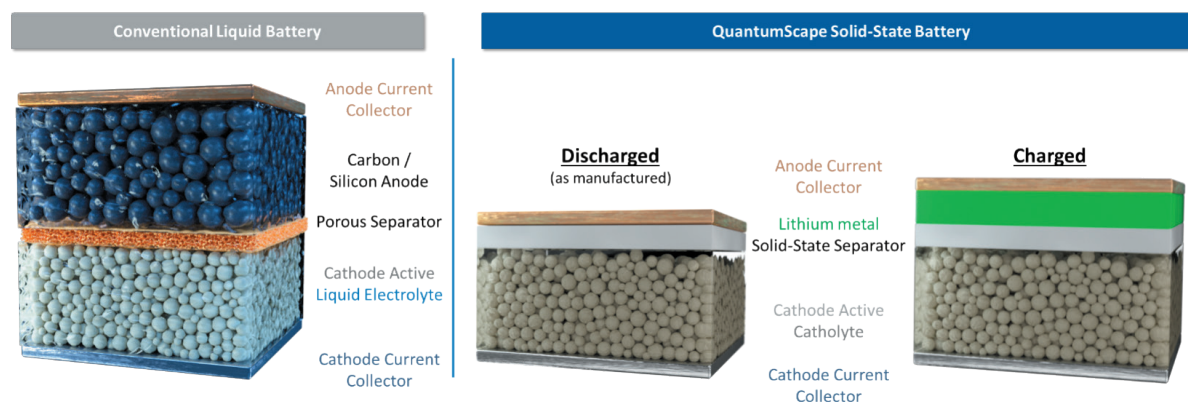 Conventional Liquid Battery
QuantumScape Solid-State Battery
Anode Current
Collector
Carbon /
Silicon Anode
Porous Separator
Cathode Active
Liquid Electrolyte
Cathode Current
Collector
Discharged
(as manufactured)
Anode Current
Collector
Lithium metal
Solid-State Separator
Cathode Active
Catholyte
Cathode Current
Collector
Charged